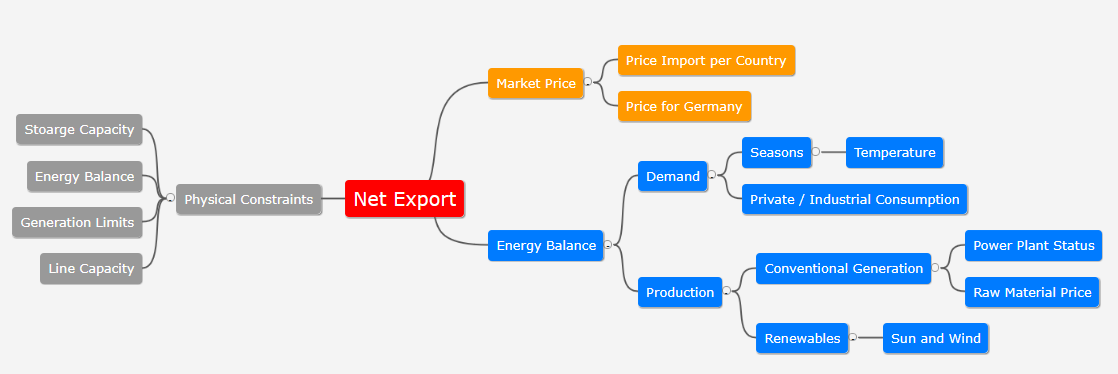 Price Import per Country
Market Price
Price for Germany
Stoarge Capacity
Energy Balance
Generation Limits
Line Capacity
Physical Constraints
Net Export
Seasons
Temperature
Demand
Private / Industrial Consumption
Energy Balance
Power Plant Status
Conventional Generation
Production
Raw Material Price
Renewables
Sun and Wind